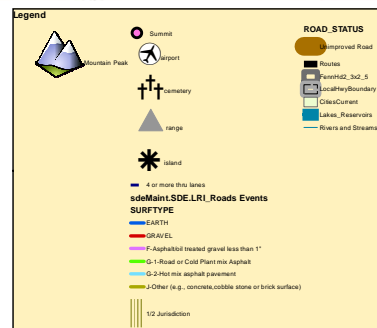 Legend
Mountain Peak
Summit
airport
cemetery
range
island
4 or more thru lanes
sdeMaint.SDE.LRI_Roads Events
SURFTYPE
EARTH
GRAVEL
F-Asphalt/oil treated gravel less than 1"
G-1-Road or Cold Plant mix Asphalt
G-2-Hot mix asphalt pavement
J-Other (e.g., concrete,cobble stone or brick surface)
1/2 Jurisdiction
ROAD_STATUS
Unimproved Road
Routes
FennHd2_3x2_5
LocalHwyBoundary
CitiesCurrent
Lakes_Reservoirs
Rivers and Streams